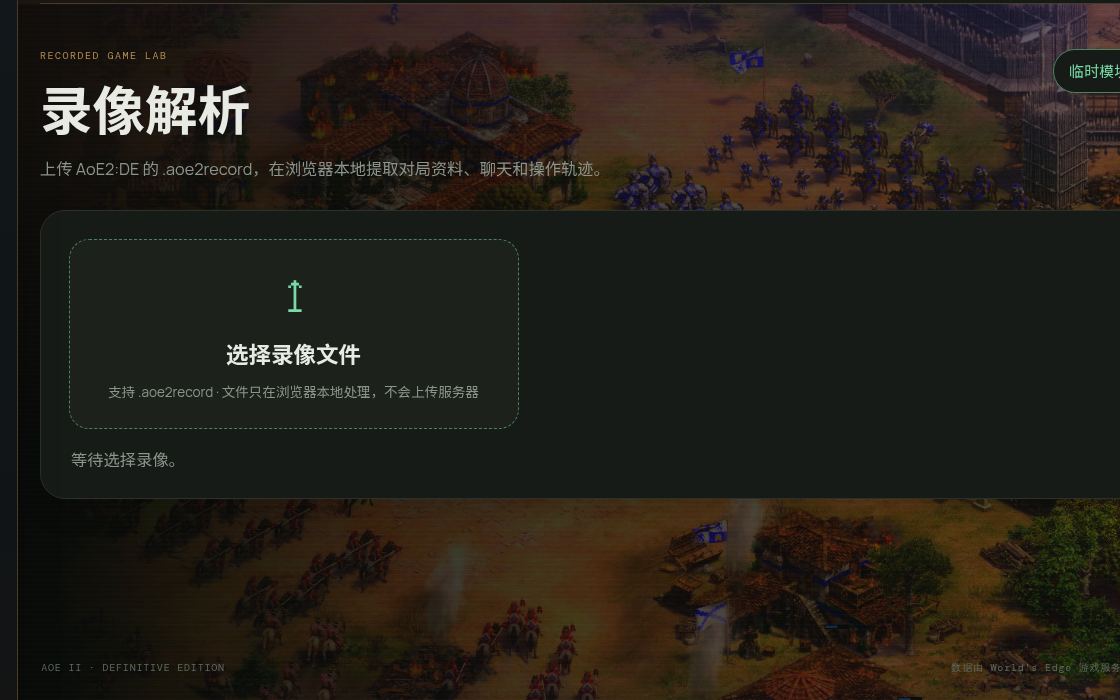 RECORDED GAME LAB
临时模
录像解析
上传 AoE2:DE 的 .aoe2record，在浏览器本地提取对局资料、聊天和操作轨迹。
选择录像文件
支持 .aoe2record · 文件只在浏览器本地处理，不会上传服务器
等待选择录像。
AOE II · DEFINITIVE EDITION
数据由 World's Edge 游戏服务